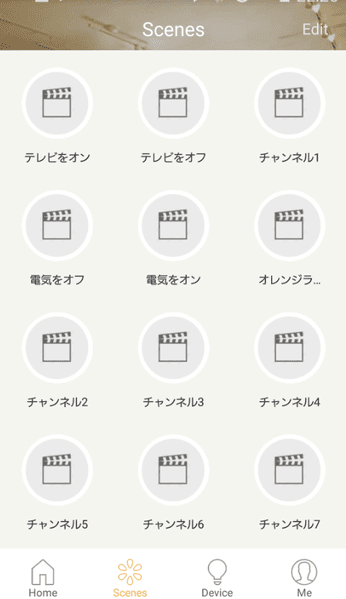 Scenes
Edit
テレビをオン
テレビをオフ
チャンネル1
電気をオフ
電気をオン
オレンジラ...
チャンネル2
チャンネル3
チャンネル4
チャンネル5
チャンネル6
チャンネル7
Home
Scenes
Device
Me